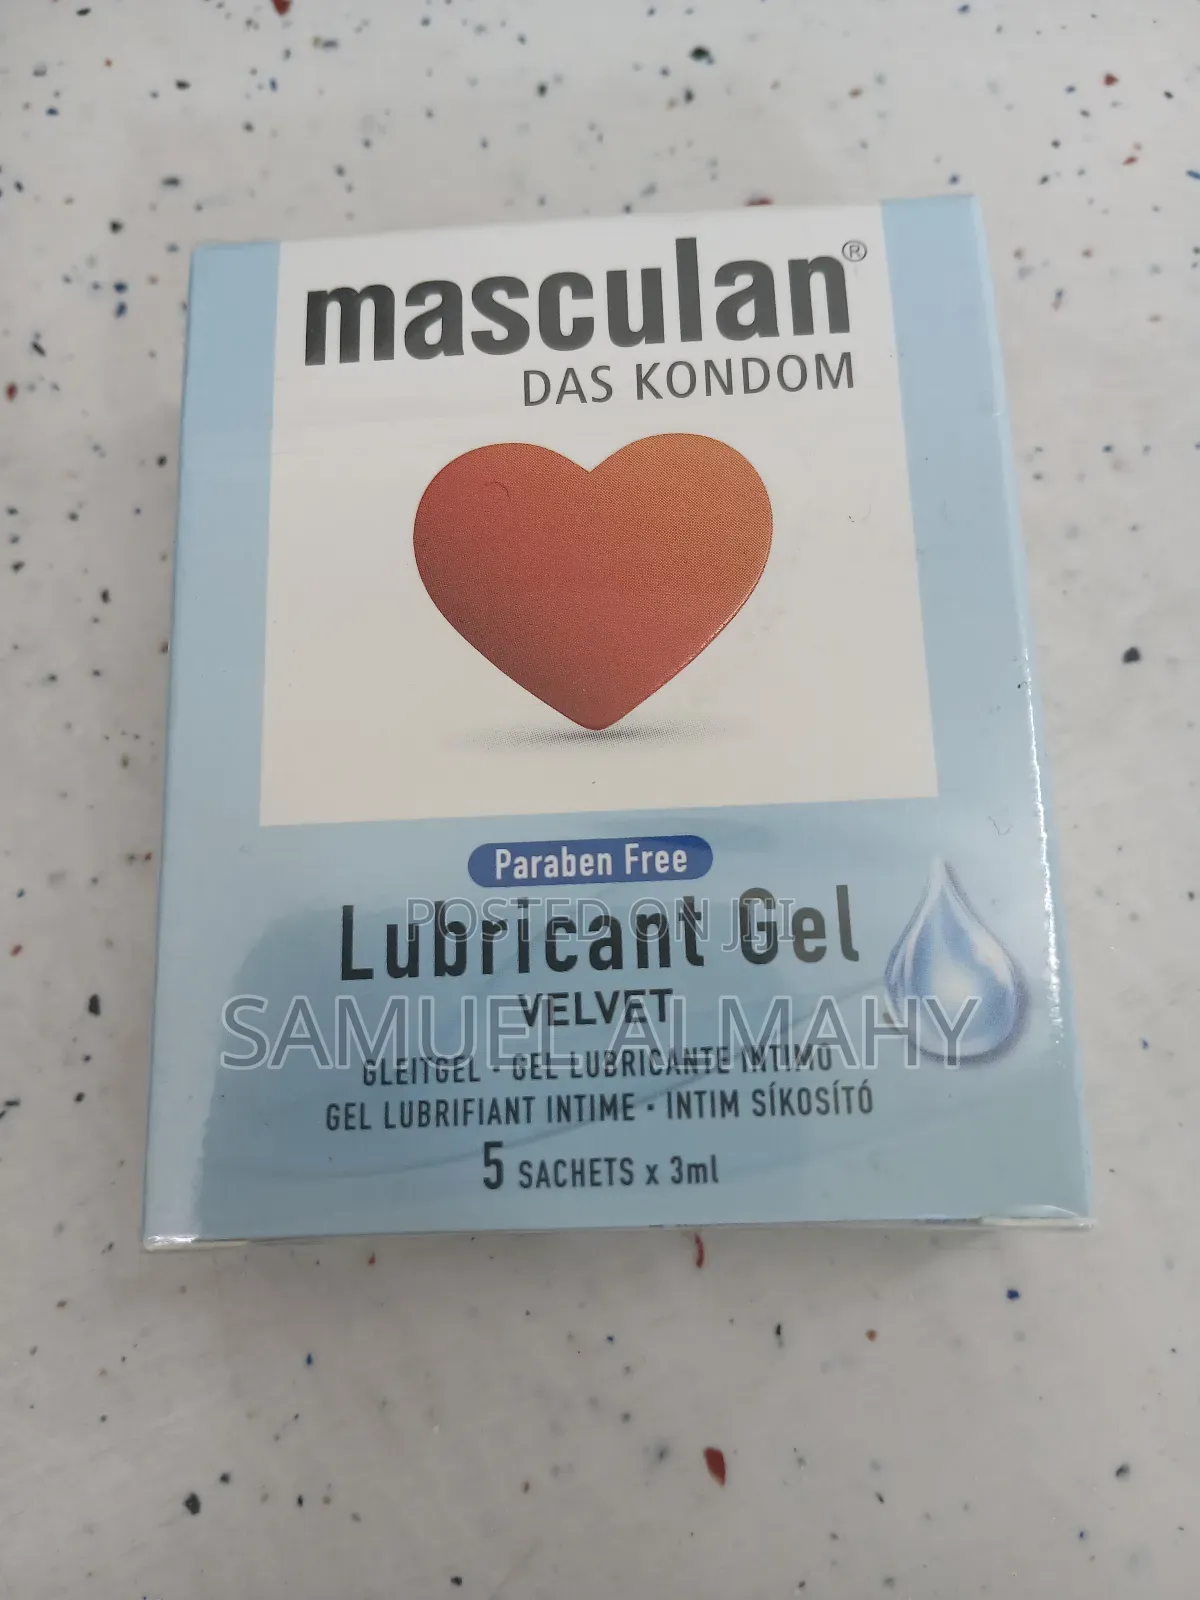 masculan®
DAS KONDOM
Paraben Free
POSTED ON JIJI
Lubricant Gel
VELVET
SAMUEL ALMAHY
GLEITGEL · GEL LUBRICANTE INTIMO
GEL LUBRIFIANT INTIME · INTIM SÍKOSÍTÓ
5 SACHETS x 3ml